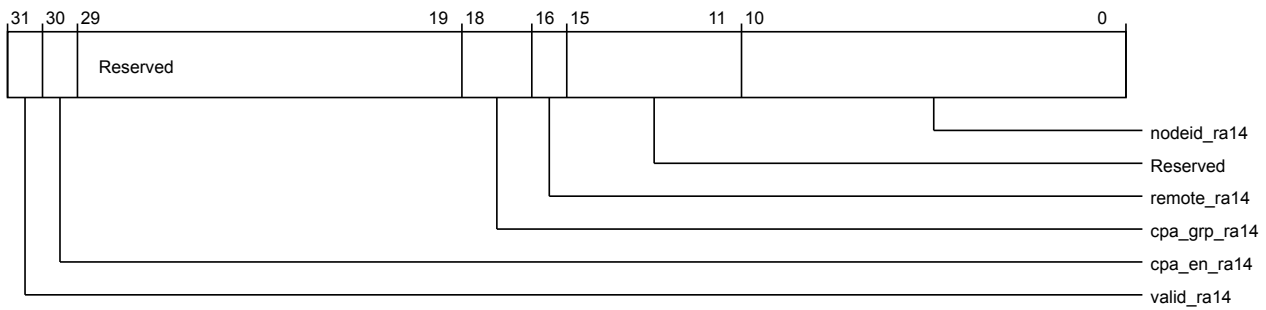 31 30 29 19 18 16 15 11 10 0
Reserved
nodeid_ra14
Reserved
remote_ra14
cpa_grp_ra14
cpa_en_ra14
valid_ra14